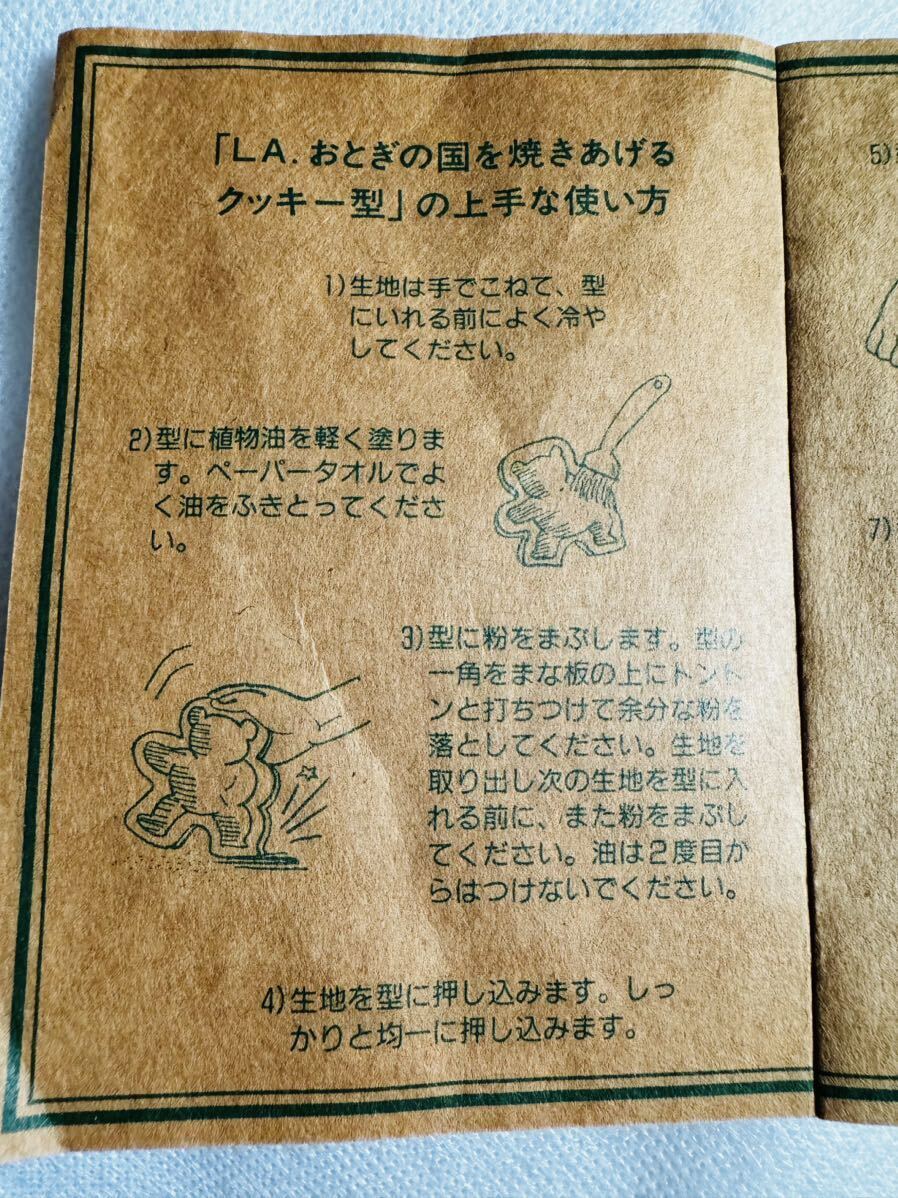 「LA.おとぎの国を焼きあげる
クッキー型」の上手な使い方
1)生地は手でこねて、型
にいれる前によく冷や
してください。
2)型に植物油を軽く塗りま
す。ペーパータオルでよ
く油をふきとってくださ
い。
3)型に粉をまぶします。型の
一角をまな板の上にトント
ンと打ちつけて余分な粉を
落としてください。生地を
取り出し次の生地を型に入
れる前に、また粉をまぶし
てください。油は2度目か
らはつけないでください。
4)生地を型に押し込みます。しっ
かりと均一に押し込みます。
5)
7)